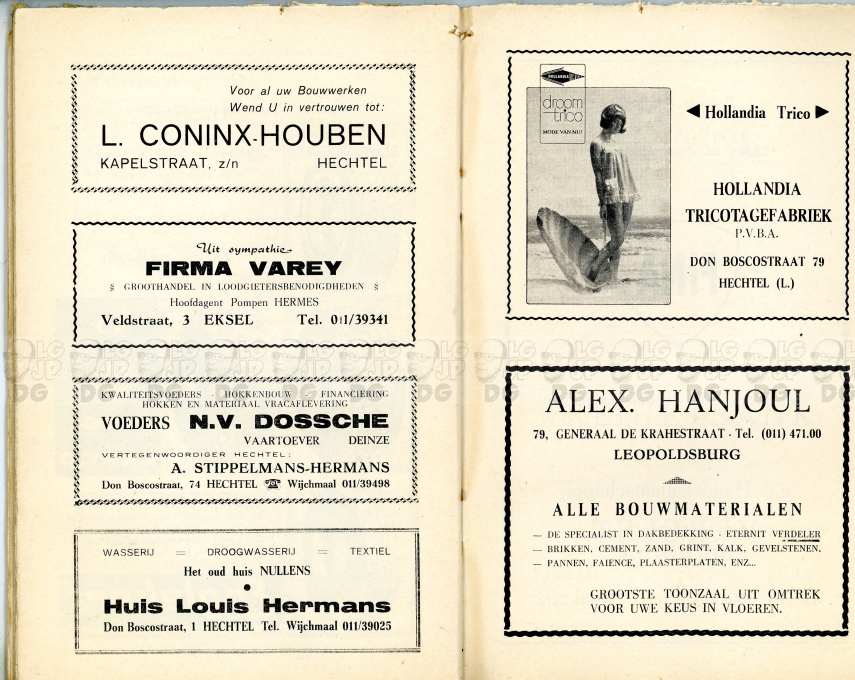 Voor al uw Bouwwerken
Wend U in vertrouwen tot:
L. CONINX-HOUBEN
KAPELSTRAAT, z/n HECHTEL
Uit sympathie
FIRMA VAREY
§ GROOTHANDEL IN LOODGIETERSBENODIGDHEDEN §
Hoofdagent Pompen HERMES
Veldstraat, 3 EKSEL Tel. 011/39341
KWALITEITSVOEDERS - HOKKENBOUW - FINANCIERING
HOKKEN EN MATERIAAL VRACAFLEVERING
VOEDERS N.V. DOSSCHE
VAARTOEVER DEINZE
VERTEGENWOORDIGER HECHTEL:
A. STIPPELMANS-HERMANS
Don Boscostraat, 74 HECHTEL ☎ Wijchmaal 011/39498
WASSERIJ = DROOGWASSERIJ = TEXTIEL
Het oud huis NULLENS
●
Huis Louis Hermans
Don Boscostraat, 1 HECHTEL Tel. Wijchmaal 011/39025
HOLLANDIA
droom
trico
MODE VAN NU!
◄ Hollandia Trico ►
HOLLANDIA
TRICOTAGEFABRIEK
P.V.B.A.
DON BOSCOSTRAAT 79
HECHTEL (L.)
ALEX. HANJOUL
79, GENERAAL DE KRAHESTRAAT - Tel. (011) 471.00
LEOPOLDSBURG
ALLE BOUWMATERIALEN
— DE SPECIALIST IN DAKBEDEKKING - ETERNIT VERDELER
— BRIKKEN, CEMENT, ZAND, GRINT, KALK, GEVELSTENEN,
— PANNEN, FAIENCE, PLAASTERPLATEN, ENZ...
GROOTSTE TOONZAAL UIT OMTREK
VOOR UWE KEUS IN VLOEREN.
LG JP DG